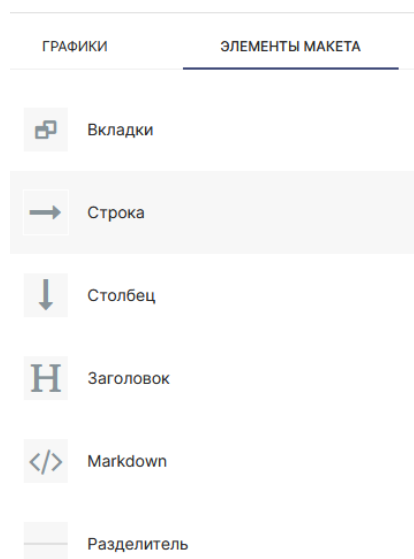 ГРАФИКИ ЭЛЕМЕНТЫ МАКЕТА
Вкладки
Строка
Столбец
H Заголовок
</> Markdown
Разделитель